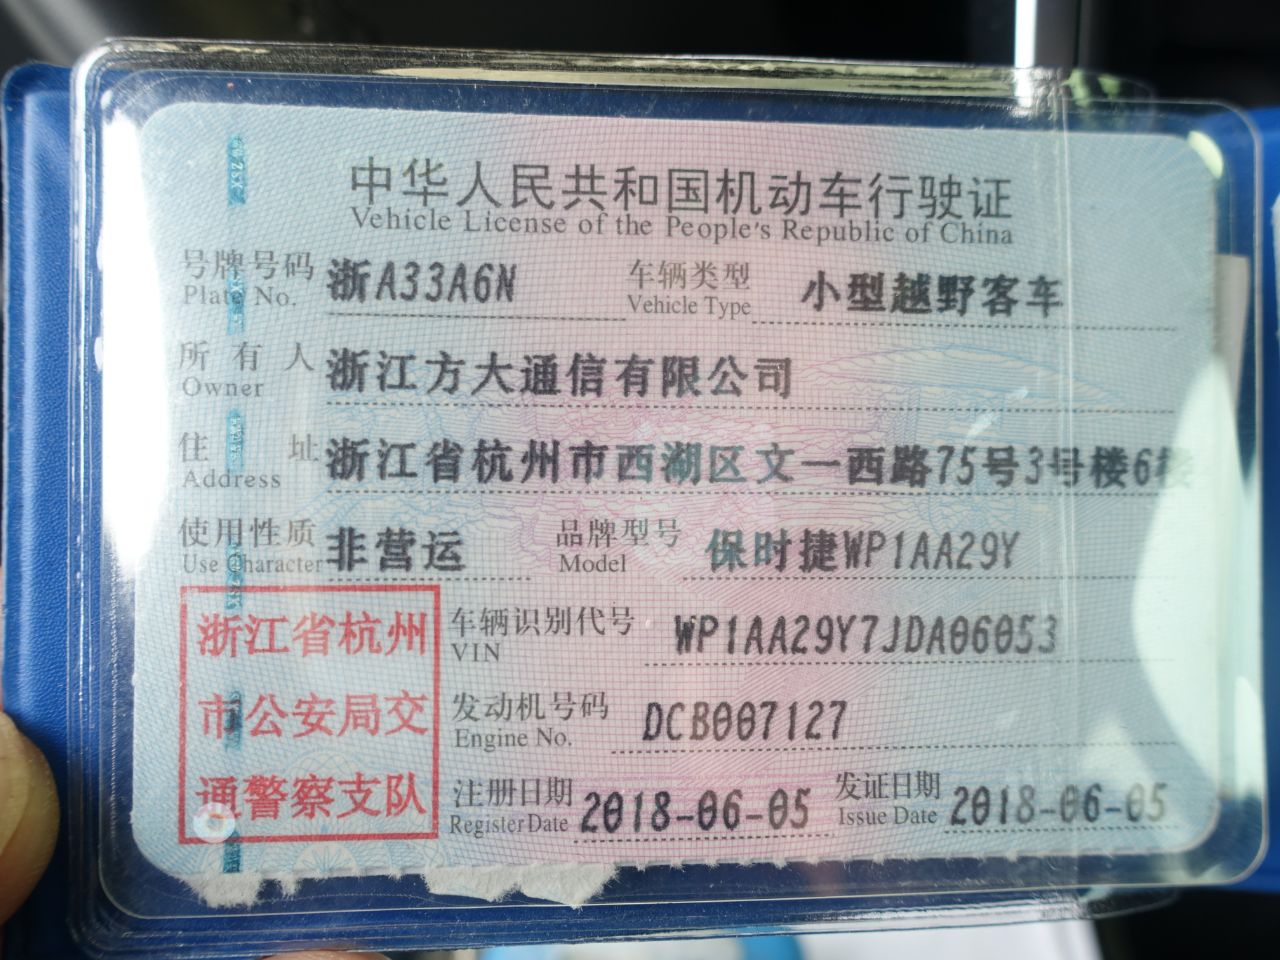 中华人民共和国机动车行驶证
Vehicle License of the People's Republic of China
号牌号码 浙A33A6N 车辆类型 小型越野客车
Plate No. Vehicle Type
所有人 浙江方大通信有限公司
Owner
住址 浙江省杭州市西湖区文一西路75号3号楼6楼
Address
使用性质 非营运 品牌型号 保时捷WP1AA29Y
Use Character Model
浙江省杭州
市公安局交
通警察支队
车辆识别代号 WP1AA29Y7JDA06053
VIN
发动机号码 DCB007127
Engine No.
注册日期 2018-06-05 发证日期 2018-06-05
Register Date Issue Date